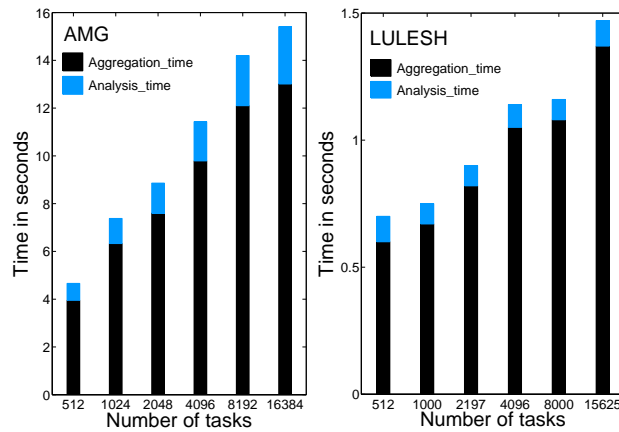 AMG
Aggregation_time
Analysis_time
Time in seconds
16
14
12
10
8
6
4
2
0
512 1024 2048 4096 8192 16384
Number of tasks
LULESH
Aggregation_time
Analysis_time
Time in seconds
1.5
1
0.5
0
512 1000 2197 4096 8000 15625
Number of tasks